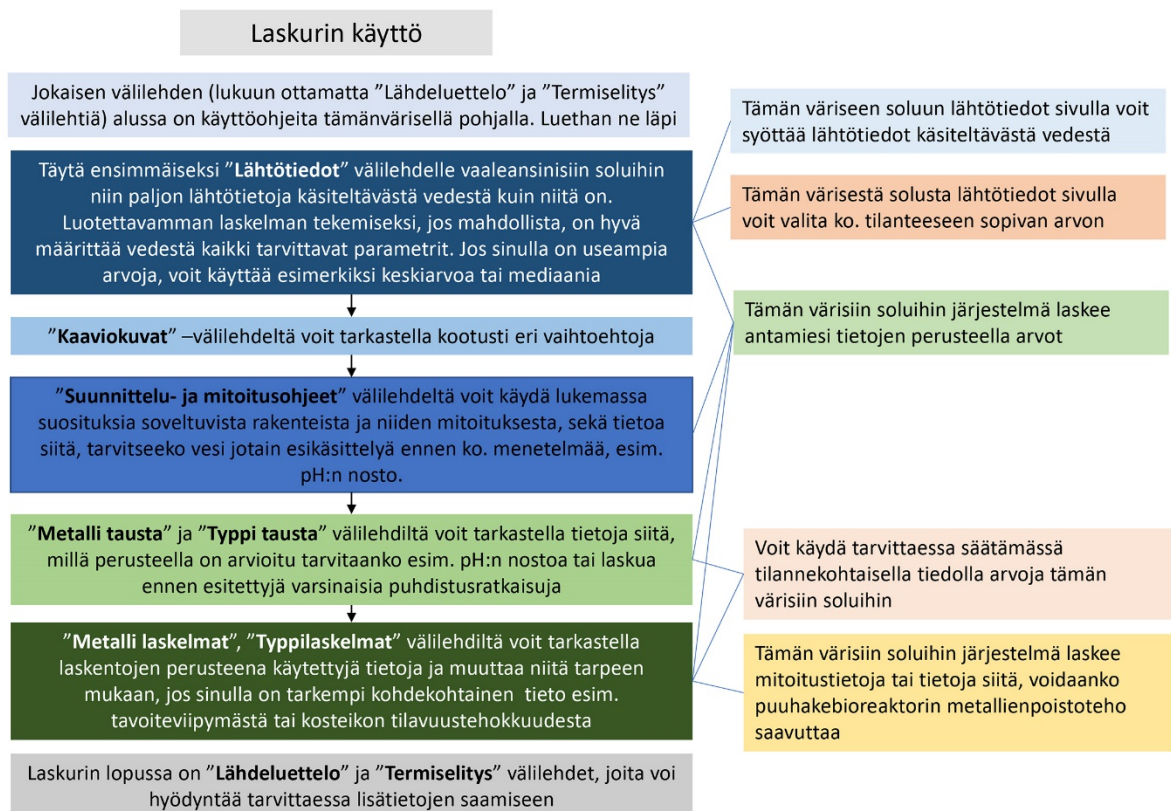 Laskurin käyttö
Jokaisen välilehden (lukuun ottamatta ”Lähdeluettelo” ja ”Termiselitys”
välilehtiä) alussa on käyttöohjeita tämänvärisellä pohjalla. Luethan ne läpi
Täytä ensimmäiseksi ”Lähtötiedot” välilehdelle vaaleansinisiin soluihin
niin paljon lähtötietoja käsiteltävästä vedestä kuin niitä on.
Luotettavamman laskelman tekemiseksi, jos mahdollista, on hyvä
määrittää vedestä kaikki tarvittavat parametrit. Jos sinulla on useampia
arvoja, voit käyttää esimerkiksi keskiarvoa tai mediaania
”Kaaviokuvat” –välilehdeltä voit tarkastella kootusti eri vaihtoehtoja
”Suunnittelu- ja mitoitusohjeet” välilehdeltä voit käydä lukemassa
suosituksia soveltuvista rakenteista ja niiden mitoituksesta, sekä tietoa
siitä, tarvitseeko vesi jotain esikäsittelyä ennen ko. menetelmää, esim.
pH:n nosto.
”Metalli tausta” ja ”Typpi tausta” välilehdiltä voit tarkastella tietoja siitä,
millä perusteella on arvioitu tarvitaanko esim. pH:n nostoa tai laskua
ennen esitettyjä varsinaisia puhdistusratkaisuja
”Metalli laskelmat”, ”Typpilaskelmat” välilehdiltä voit tarkastella
laskentojen perusteena käytettyjä tietoja ja muuttaa niitä tarpeen
mukaan, jos sinulla on tarkempi kohdekohtainen tieto esim.
tavoiteviipymästä tai kosteikon tilavuustehokkuudesta
Laskurin lopussa on ”Lähdeluettelo” ja ”Termiselitys” välilehdet, joita voi
hyödyntää tarvittaessa lisätietojen saamiseen
Tämän väriseen soluun lähtötiedot sivulla voit
syöttää lähtötiedot käsiteltävästä vedestä
Tämän värisestä solusta lähtötiedot sivulla
voit valita ko. tilanteeseen sopivan arvon
Tämän värisiin soluihin järjestelmä laskee
antamiesi tietojen perusteella arvot
Voit käydä tarvittaessa säätämässä
tilannekohtaisella tiedolla arvoja tämän
värisiin soluihin
Tämän värisiin soluihin järjestelmä laskee
mitoitustietoja tai tietoja siitä, voidaanko
puuhakebioreaktorin metallienpoistoteho
saavuttaa